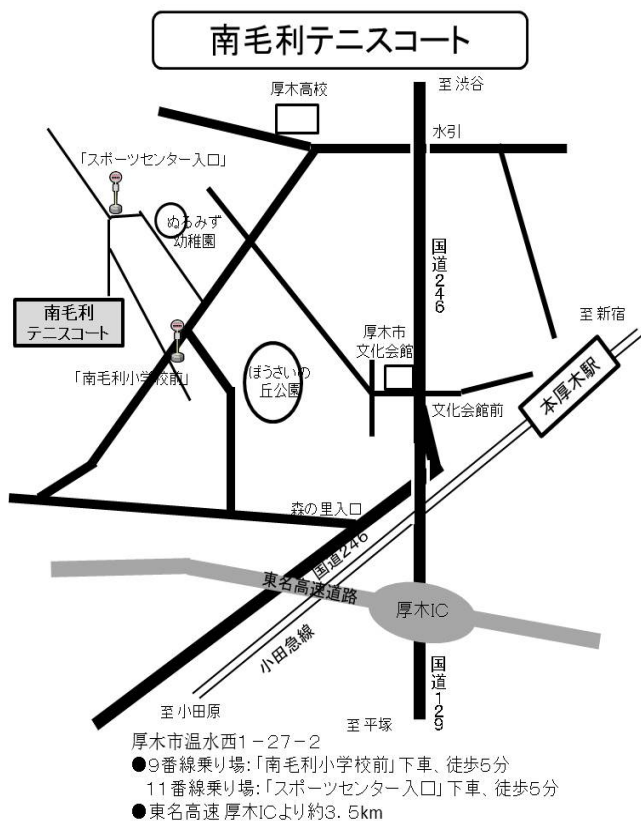 南毛利テニスコート
至 渋谷
厚木高校
水引
「スポーツセンター入口」
ぬるみず
幼稚園
国道246
南毛利
テニスコート
至 新宿
厚木市
文化会館
本厚木駅
「南毛利小学校前」
ぼうさいの
丘公園
文化会館前
森の里入口
国道246
東名高速道路
厚木IC
小田急線
国道129
至 小田原
至 平塚
厚木市温水西1-27-2
●9番線乗り場:「南毛利小学校前」下車、徒歩5分
11番線乗り場:「スポーツセンター入口」下車、徒歩5分
●東名高速 厚木ICより約3.5km